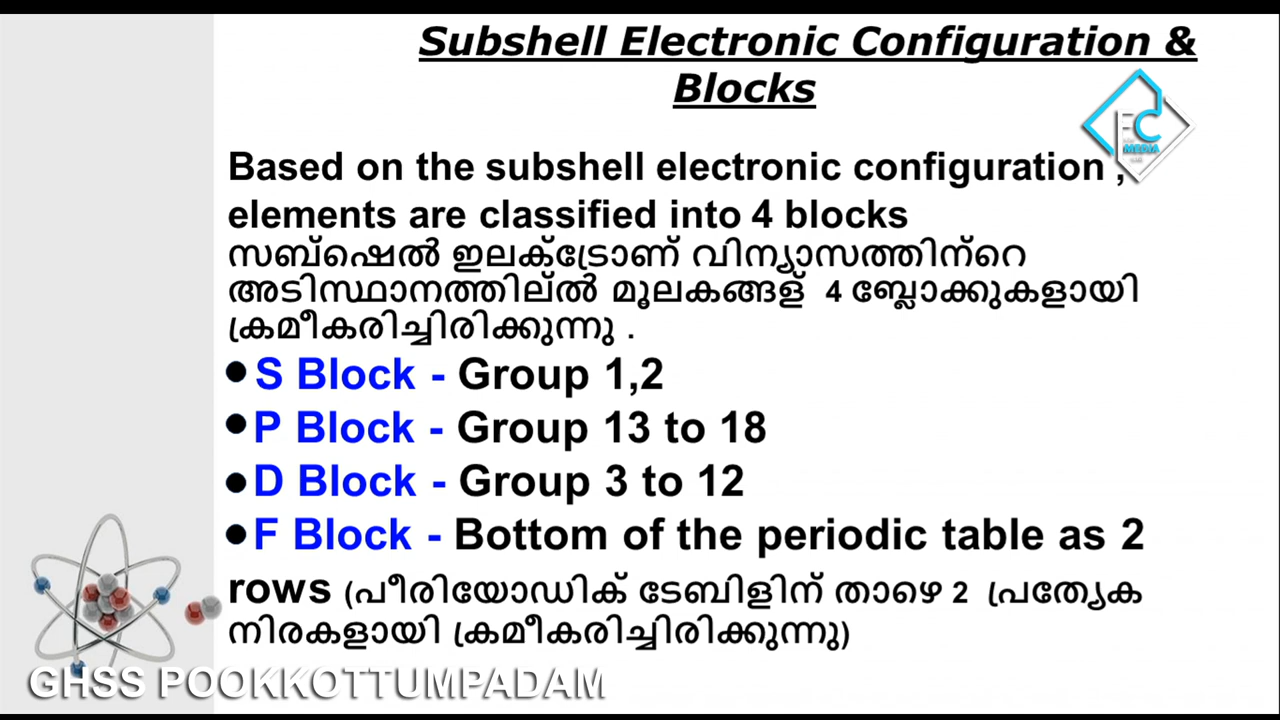 Subshell Electronic Configuration &
Blocks
EC
MEDIA
Based on the subshell electronic configuration ,
elements are classified into 4 blocks
സബ്ഷെൽ ഇലക്ട്രോണ് വിന്യാസത്തിന്റെ
അടിസ്ഥാനത്തില്ൽ മൂലകങ്ങള് 4 ബ്ലോക്കുകളായി
ക്രമീകരിച്ചിരിക്കുന്നു .
● S Block - Group 1,2
● P Block - Group 13 to 18
● D Block - Group 3 to 12
● F Block - Bottom of the periodic table as 2
rows (പീരിയോഡിക് ടേബിളിന് താഴെ 2 പ്രത്യേക
നിരകളായി ക്രമീകരിച്ചിരിക്കുന്നു)
GHSS POOKKOTTUMPADAM